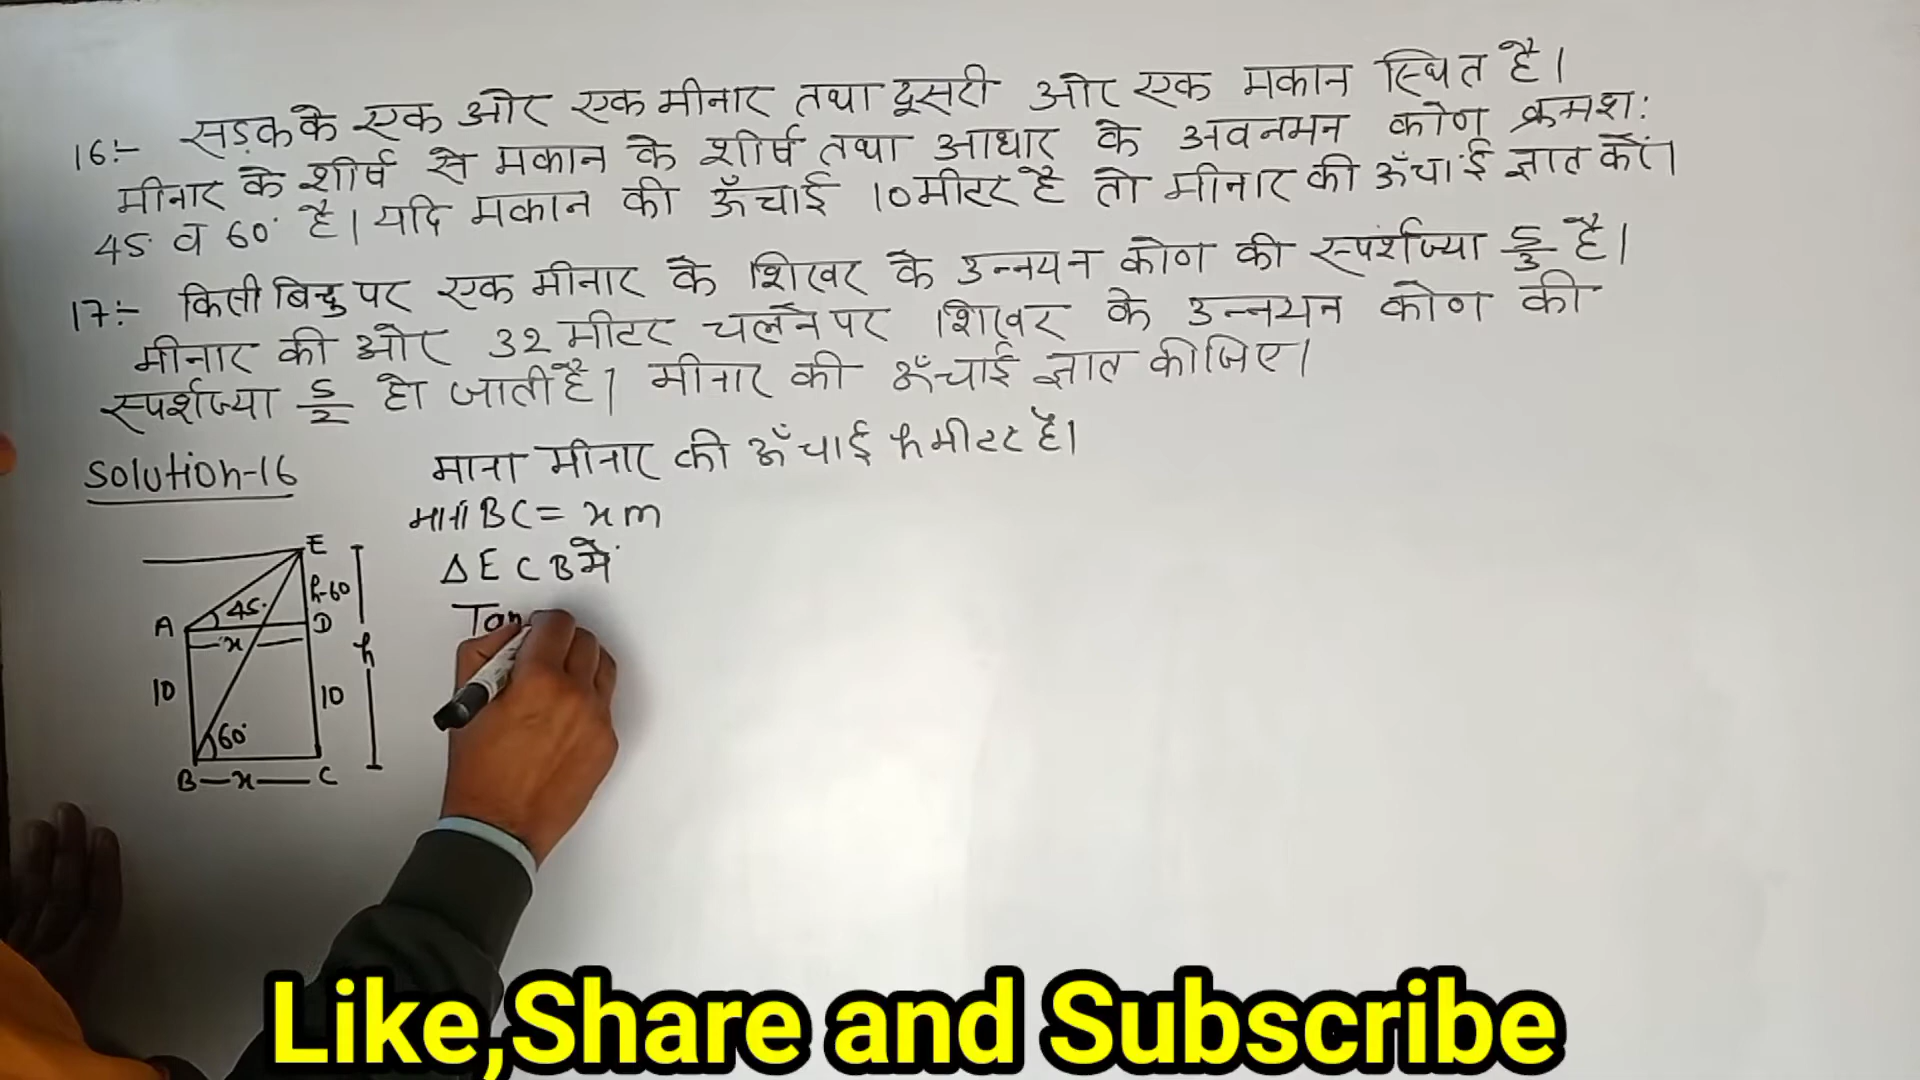 16:- सड़क के एक ओर एक मीनार तथा दूसरी ओर एक मकान स्थित है।
मीनार के शीर्ष से मकान के शीर्ष तथा आधार के अवनमन कोण क्रमश:
45° व 60° है। यदि मकान की ऊँचाई 10 मीटर है तो मीनार की ऊँचाई ज्ञात करें।
17:- किसी बिन्दु पर एक मीनार के शिखर के उन्नयन कोण की स्पर्शज्या 5/3 है।
मीनार की ओर 32 मीटर चलने पर शिखर के उन्नयन कोण की
स्पर्शज्या 5/2 हो जाती है। मीनार की ऊँचाई ज्ञात कीजिए।
Solution-16
माना मीनार की ऊँचाई h मीटर है।
माना BC = x m
Δ E C B में
Tan
E
h-60
45°
A
D
x
h
10
10
60°
B x C
Like,Share and Subscribe